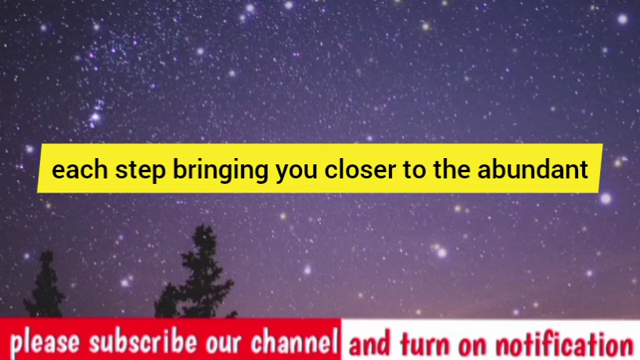 each step bringing you closer to the abundant
please subscribe our channel and turn on notification